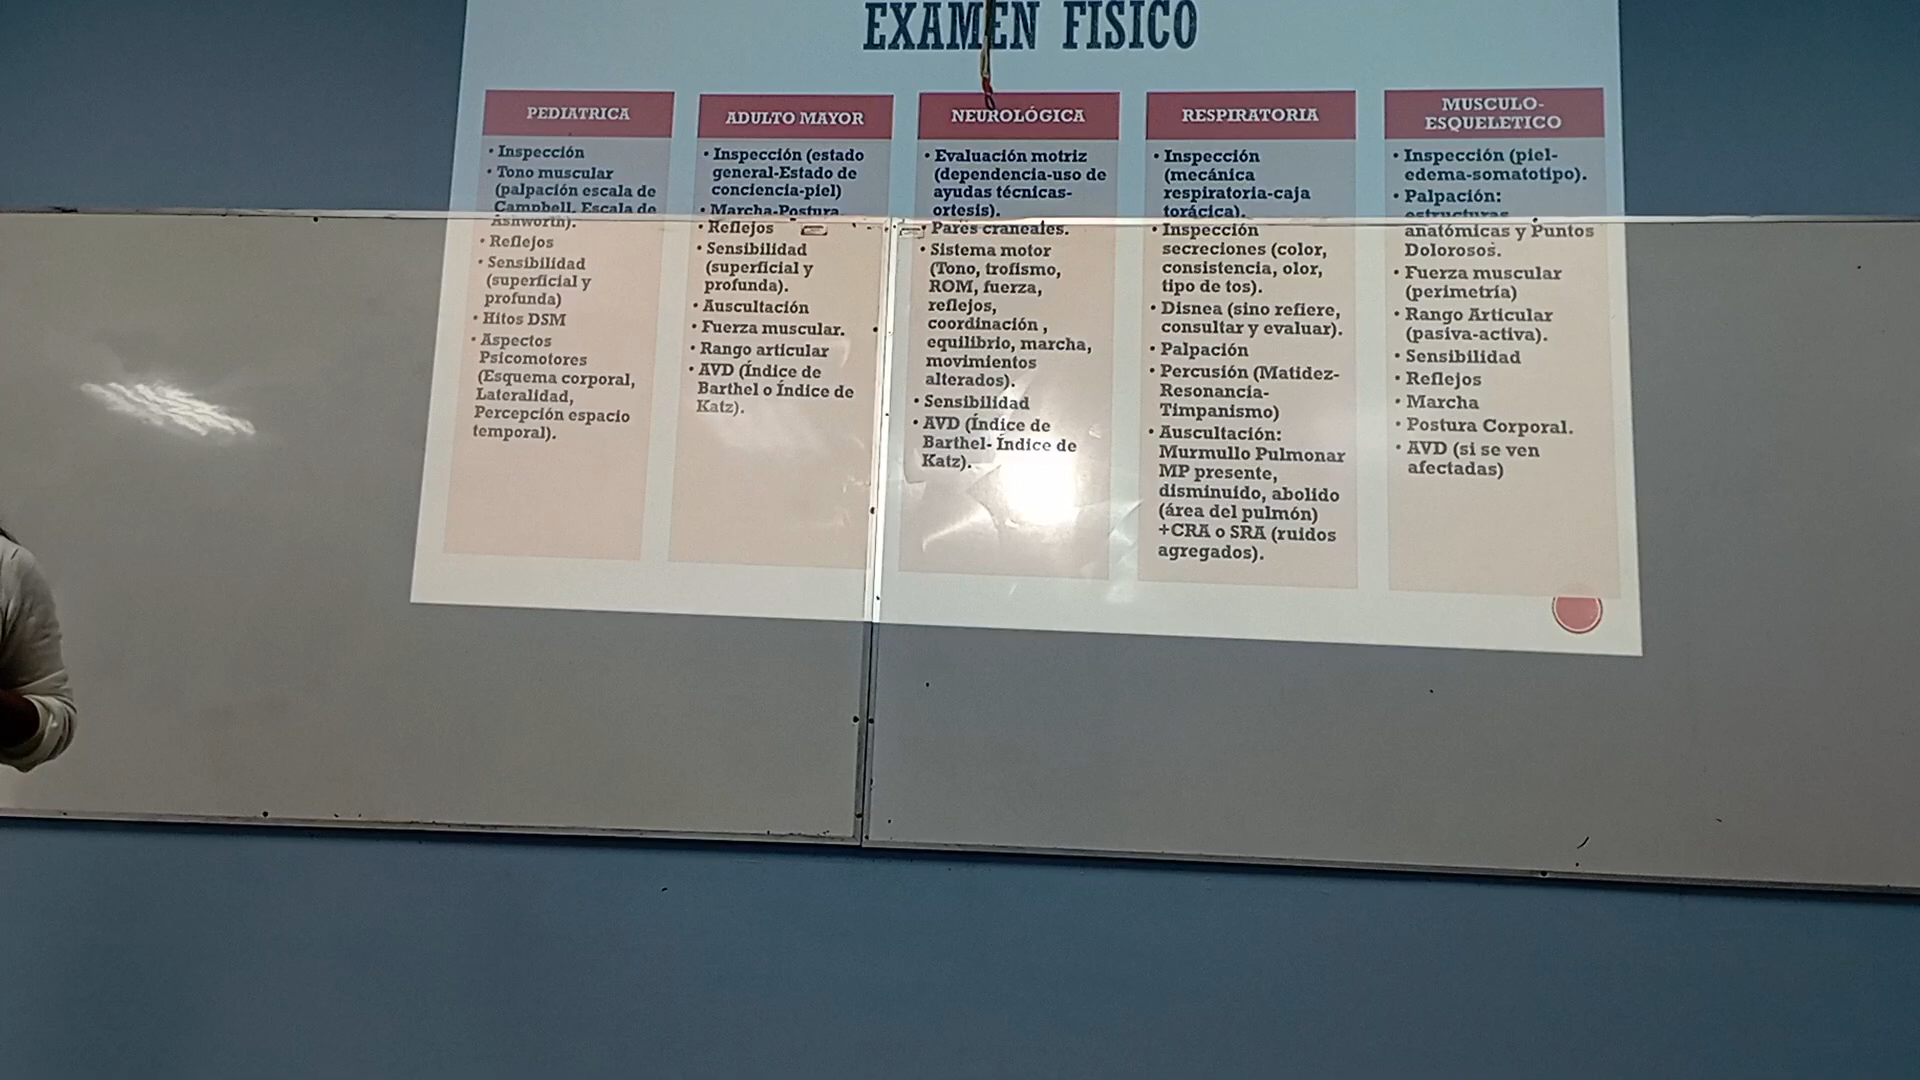 EXAMEN FISICO
PEDIATRICA
• Inspección
• Tono muscular
(palpación escala de
Campbell. Escala de
Ashworth).
• Reflejos
• Sensibilidad
(superficial y
profunda)
• Hitos DSM
• Aspectos
Psicomotores
(Esquema corporal,
Lateralidad,
Percepción espacio
temporal).
ADULTO MAYOR
• Inspección (estado
general-Estado de
conciencia-piel)
• Marcha-Postura.
• Reflejos
• Sensibilidad
(superficial y
profunda).
• Auscultación
• Fuerza muscular.
• Rango articular
• AVD (Índice de
Barthel o Índice de
Katz).
NEUROLÓGICA
• Evaluación motriz
(dependencia-uso de
ayudas técnicas-
ortesis).
• Pares craneales.
• Sistema motor
(Tono, trofismo,
ROM, fuerza,
reflejos,
coordinación ,
equilibrio, marcha,
movimientos
alterados).
• Sensibilidad
• AVD (Índice de
Barthel- Índice de
Katz).
RESPIRATORIA
• Inspección
(mecánica
respiratoria-caja
torácica).
• Inspección
secreciones (color,
consistencia, olor,
tipo de tos).
• Disnea (sino refiere,
consultar y evaluar).
• Palpación
• Percusión (Matidez-
Resonancia-
Timpanismo)
• Auscultación:
Murmullo Pulmonar
MP presente,
disminuido, abolido
(área del pulmón)
+CRA o SRA (ruidos
agregados).
MUSCULO-
ESQUELETICO
• Inspección (piel-
edema-somatotipo).
• Palpación:
estructuras
anatómicas y Puntos
Dolorosos.
• Fuerza muscular
(perimetría)
• Rango Articular
(pasiva-activa).
• Sensibilidad
• Reflejos
• Marcha
• Postura Corporal.
• AVD (si se ven
afectadas)